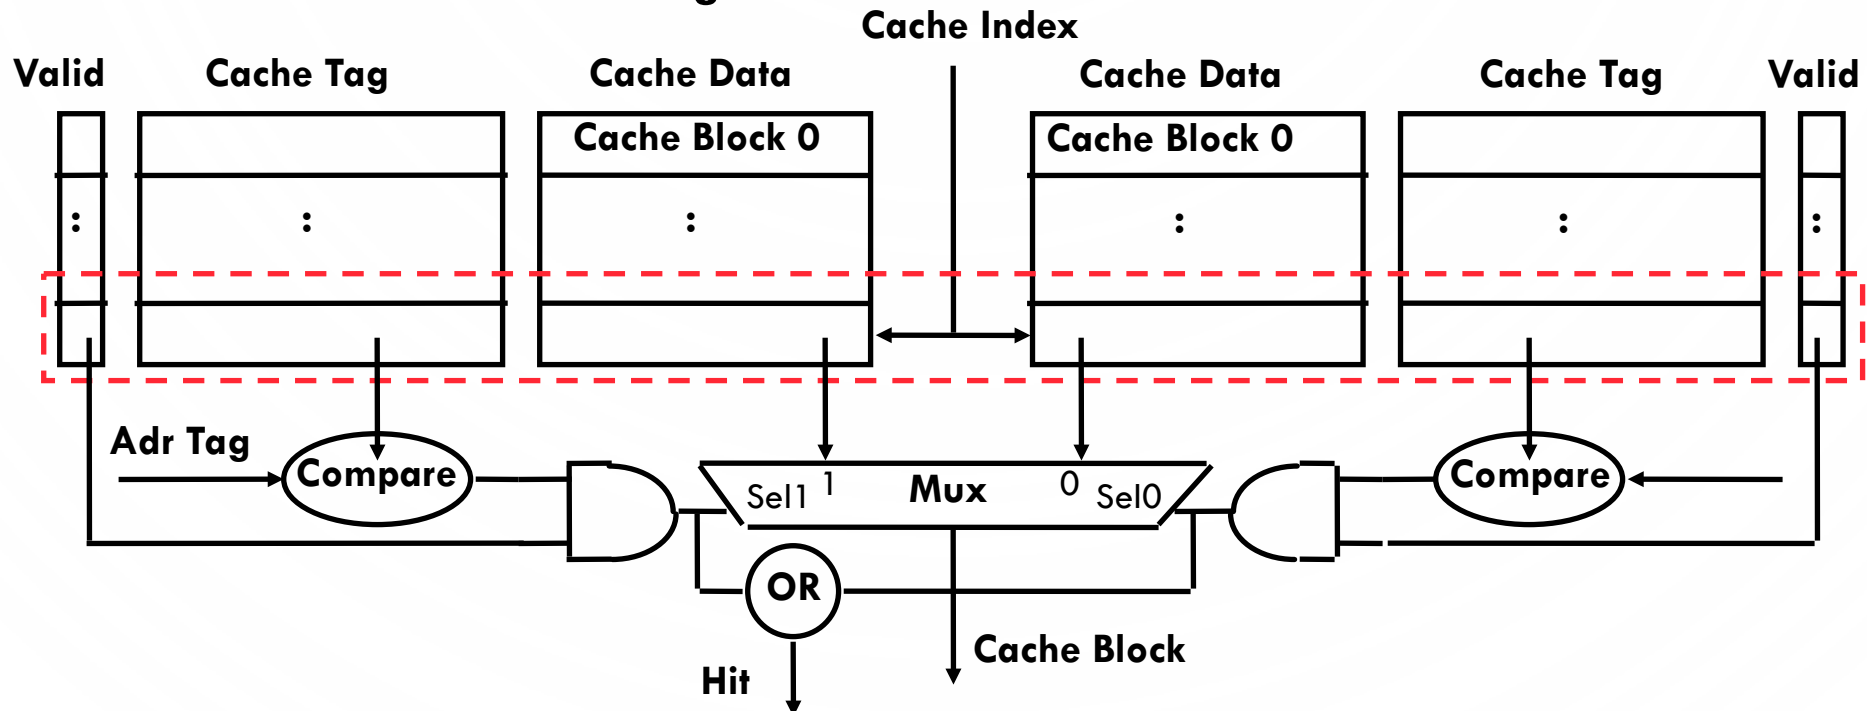 Cache Index
Valid Cache Tag Cache Data Cache Data Cache Tag Valid
Cache Block 0 Cache Block 0
: : : : : :
Adr Tag
Compare Sel1 1 Mux 0 Sel0 Compare
OR
Cache Block
Hit